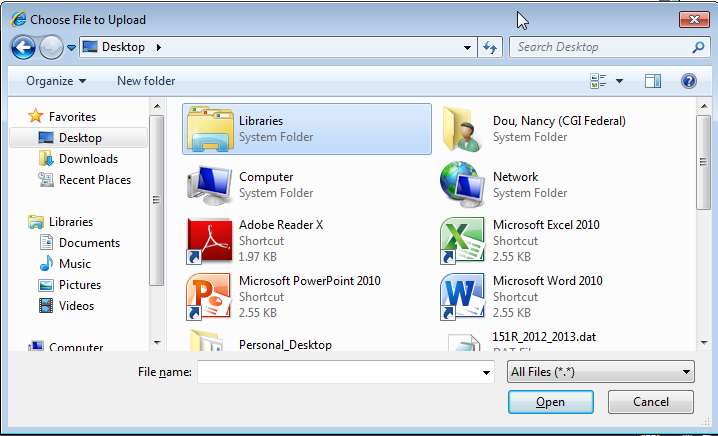 Choose File to Upload
Desktop
Search Desktop
Organize
New folder
Favorites
Desktop
Downloads
Recent Places
Libraries
Documents
Music
Pictures
Videos
Computer
Libraries
System Folder
Dou, Nancy (CGI Federal)
Computer
System Folder
Network
System Folder
Adobe Reader X
Shortcut
1.97 KB
Microsoft Excel 2010
Shortcut
2.55 KB
Microsoft PowerPoint 2010
Shortcut
2.55 KB
Microsoft Word 2010
Shortcut
2.55 KB
Personal_Desktop
151R_2012_2013.dat
File name:
All Files (*.*)
Open
Cancel